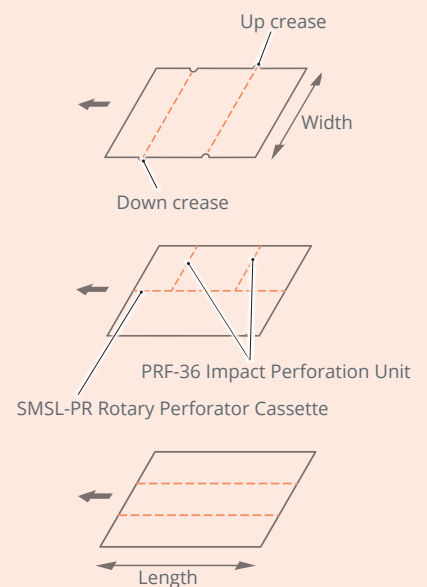 Up crease
Width
Down crease
PRF-36 Impact Perforation Unit
SMSL-PR Rotary Perforator Cassette
Length